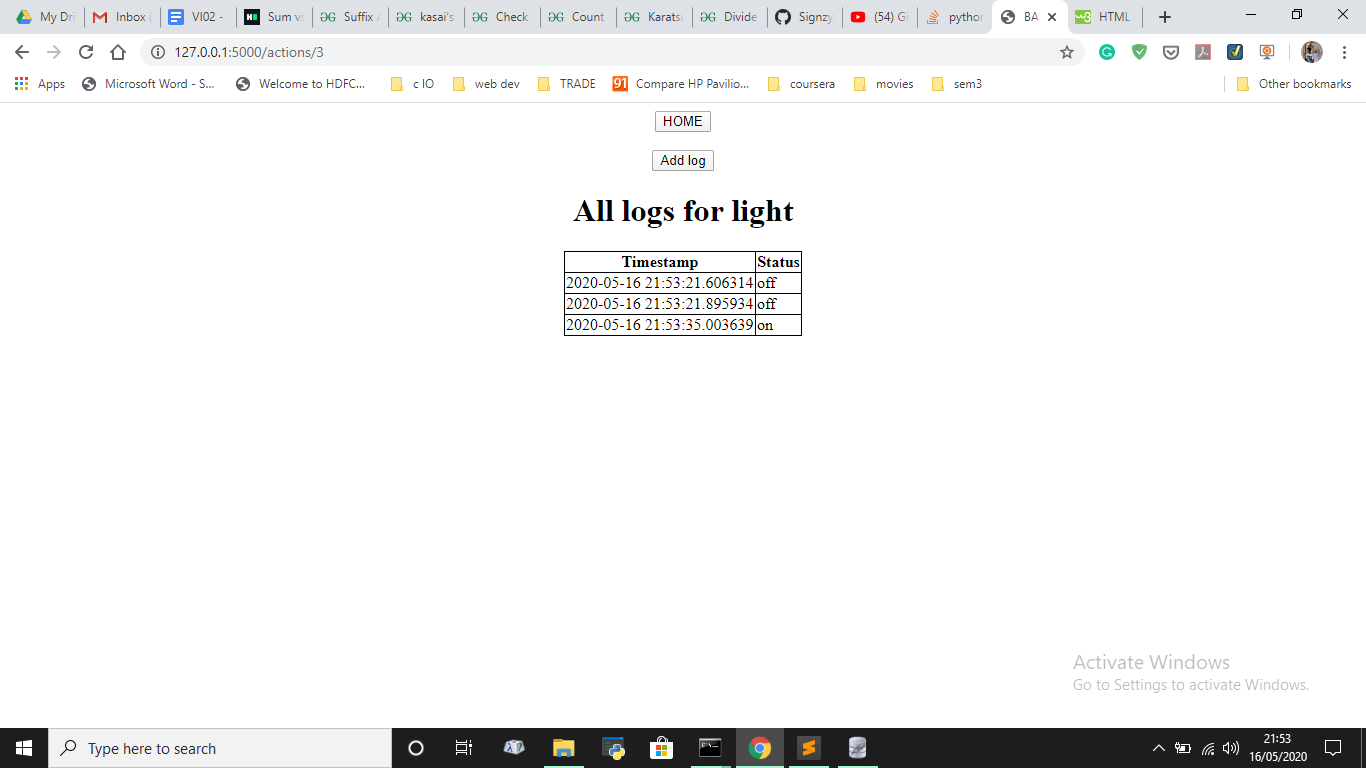 My Dri
Inbox (
VI02 -
Sum vs
Suffix A
kasai's
Check
Count
Karats
Divide
Signzy
(54) Gi
python
BA
HTML
127.0.0.1:5000/actions/3
Apps
Microsoft Word - S...
Welcome to HDFC...
c IO
web dev
TRADE
91
Compare HP Pavilio...
coursera
movies
sem3
Other bookmarks
HOME
Add log
All logs for light
Timestamp Status
2020-05-16 21:53:21.606314 off
2020-05-16 21:53:21.895934 off
2020-05-16 21:53:35.003639 on
Activate Windows
Go to Settings to activate Windows.
Type here to search
21:53
16/05/2020